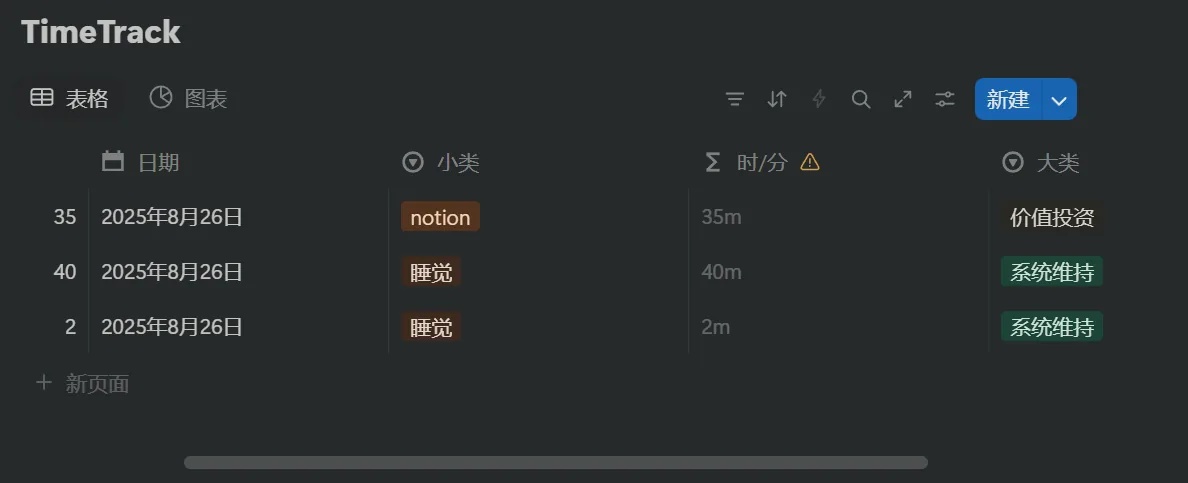 TimeTrack
表格 图表 新建
日期 小类 时/分 大类
35 2025年8月26日 notion 35m 价值投资
40 2025年8月26日 睡觉 40m 系统维持
2 2025年8月26日 睡觉 2m 系统维持
+ 新页面